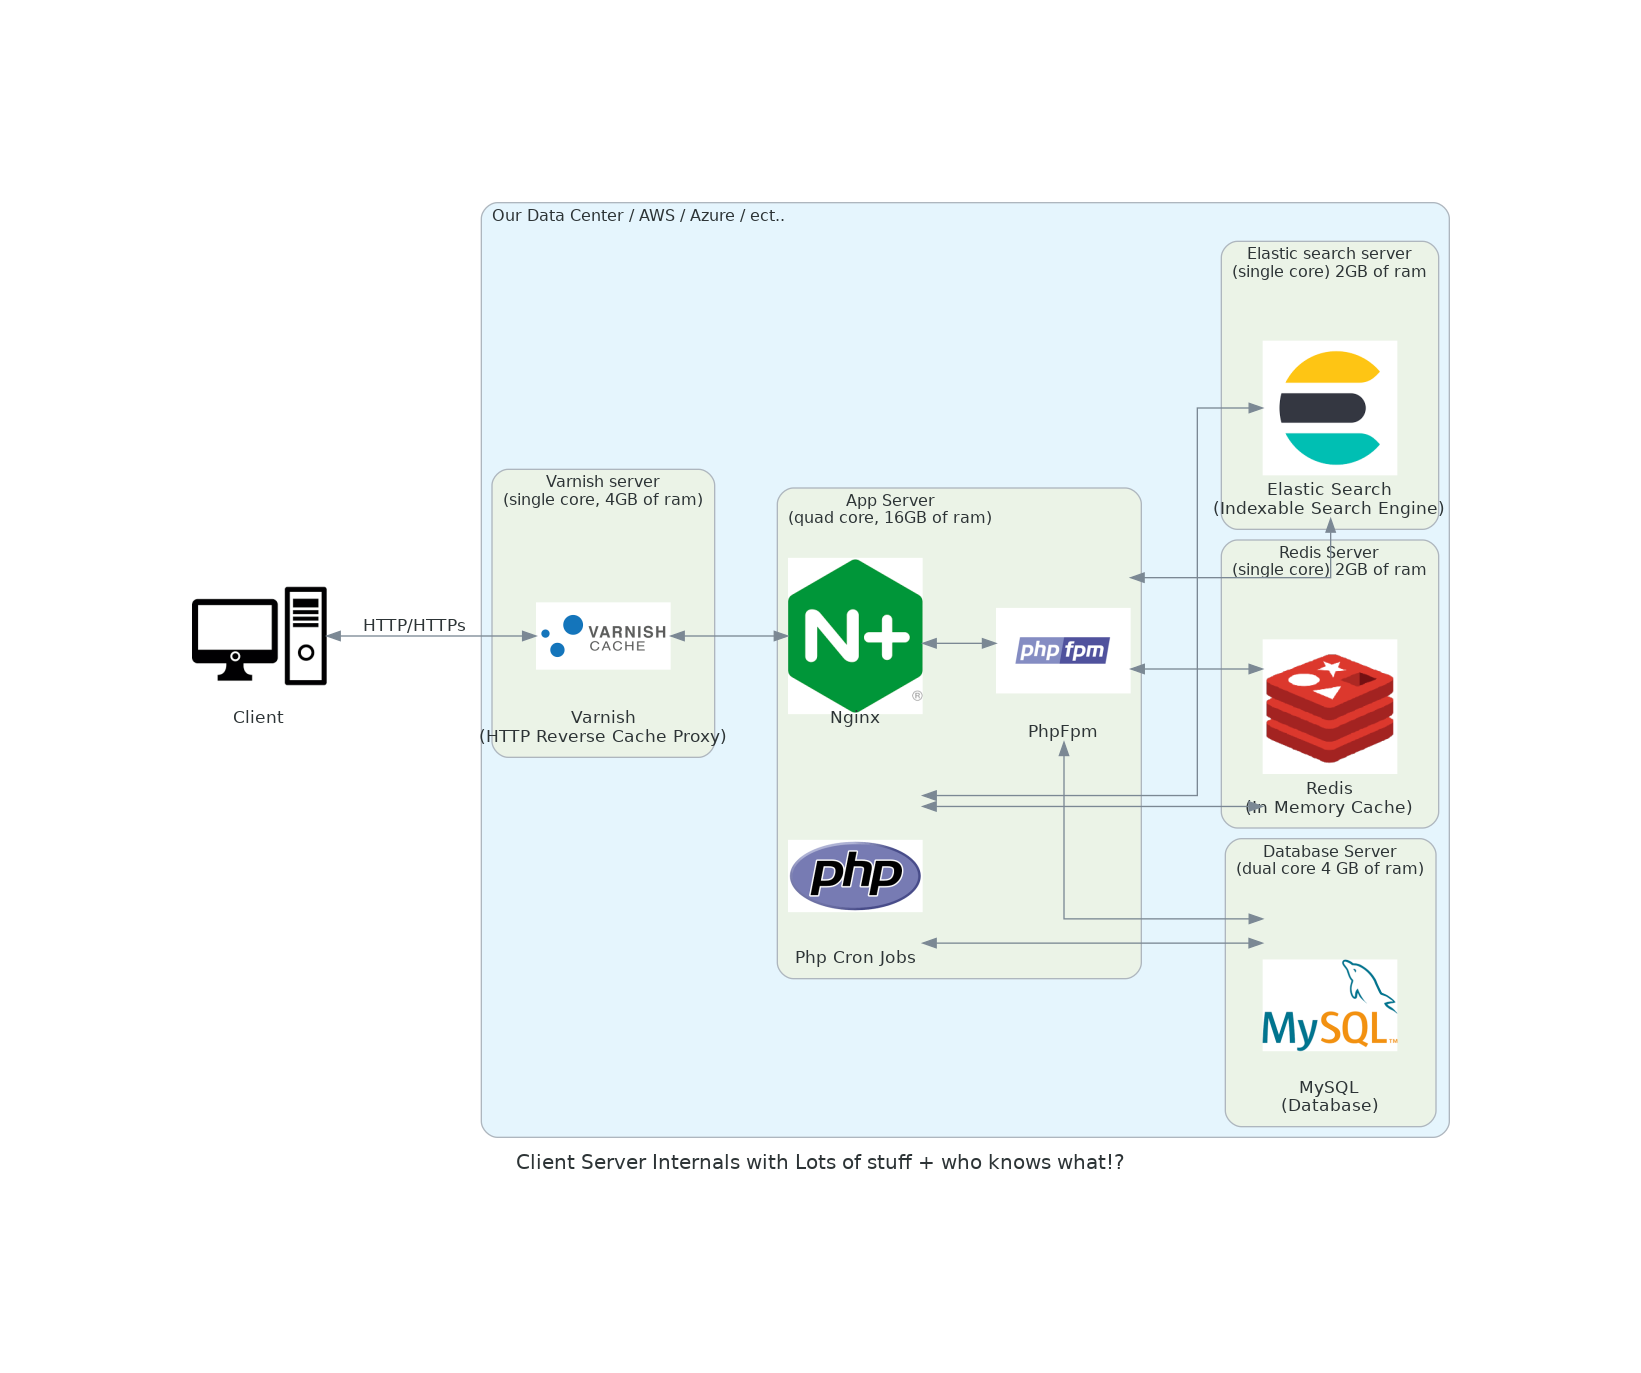 Our Data Center / AWS / Azure / ect..
Elastic search server
(single core) 2GB of ram
Elastic Search
(Indexable Search Engine)
Varnish server
(single core, 4GB of ram)
VARNISH
CACHE
Varnish
(HTTP Reverse Cache Proxy)
App Server
(quad core, 16GB of ram)
N+
®
Nginx
php fpm
PhpFpm
php
Php Cron Jobs
Redis Server
(single core) 2GB of ram
Redis
(In Memory Cache)
Database Server
(dual core 4 GB of ram)
MySQL™
MySQL
(Database)
HTTP/HTTPs
Client
Client Server Internals with Lots of stuff + who knows what!?